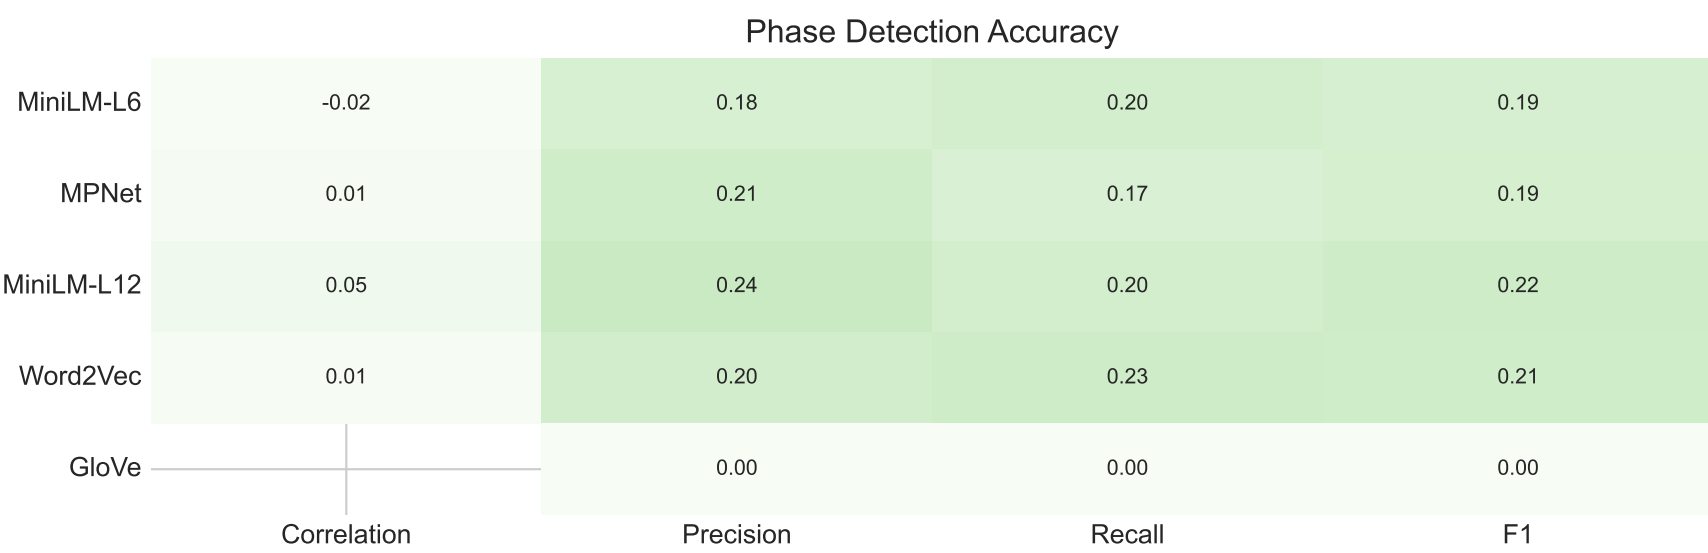 Phase Detection Accuracy
MiniLM-L6 -0.02 0.18 0.20 0.19
MPNet 0.01 0.21 0.17 0.19
MiniLM-L12 0.05 0.24 0.20 0.22
Word2Vec 0.01 0.20 0.23 0.21
GloVe 0.00 0.00 0.00
Correlation Precision Recall F1